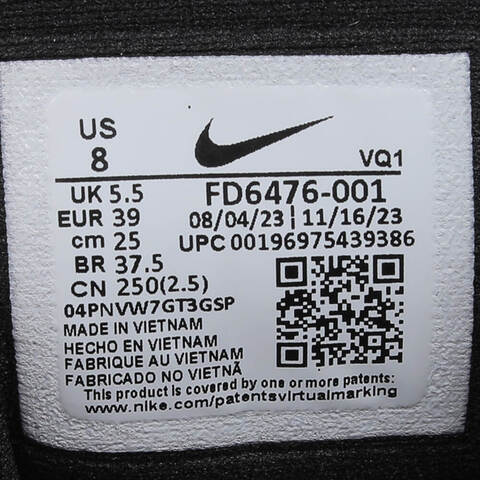 US
8
VQ1
UK 5.5
FD6476-001
EUR 39
08/04/23 | 11/16/23
cm 25
UPC 00196975439386
BR 37.5
CN 250(2.5)
04PNVW7GT3GSP
MADE IN VIETNAM
HECHO EN VIETNAM
FABRIQUE AU VIETNAM
FABRICADO NO VIETNÃ
This product is covered by one or more patents:
www.nike.com/patentsvirtualmarking